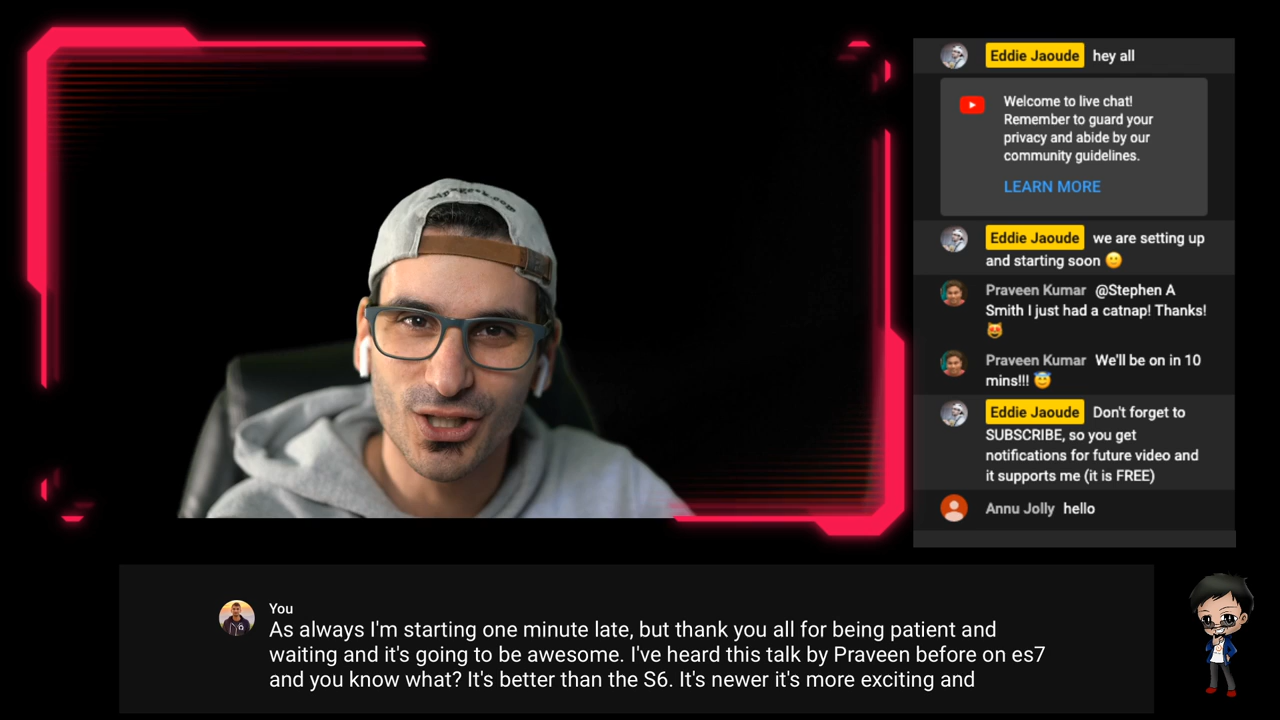 Eddie Jaoude hey all
Welcome to live chat!
Remember to guard your
privacy and abide by our
community guidelines.
LEARN MORE
Eddie Jaoude we are setting up
and starting soon 🙂
Praveen Kumar @Stephen A
Smith I just had a catnap! Thanks!
😻
Praveen Kumar We'll be on in 10
mins!!! 😇
Eddie Jaoude Don't forget to
SUBSCRIBE, so you get
notifications for future video and
it supports me (it is FREE)
Annu Jolly hello
You
As always I'm starting one minute late, but thank you all for being patient and
waiting and it's going to be awesome. I've heard this talk by Praveen before on es7
and you know what? It's better than the S6. It's newer it's more exciting and